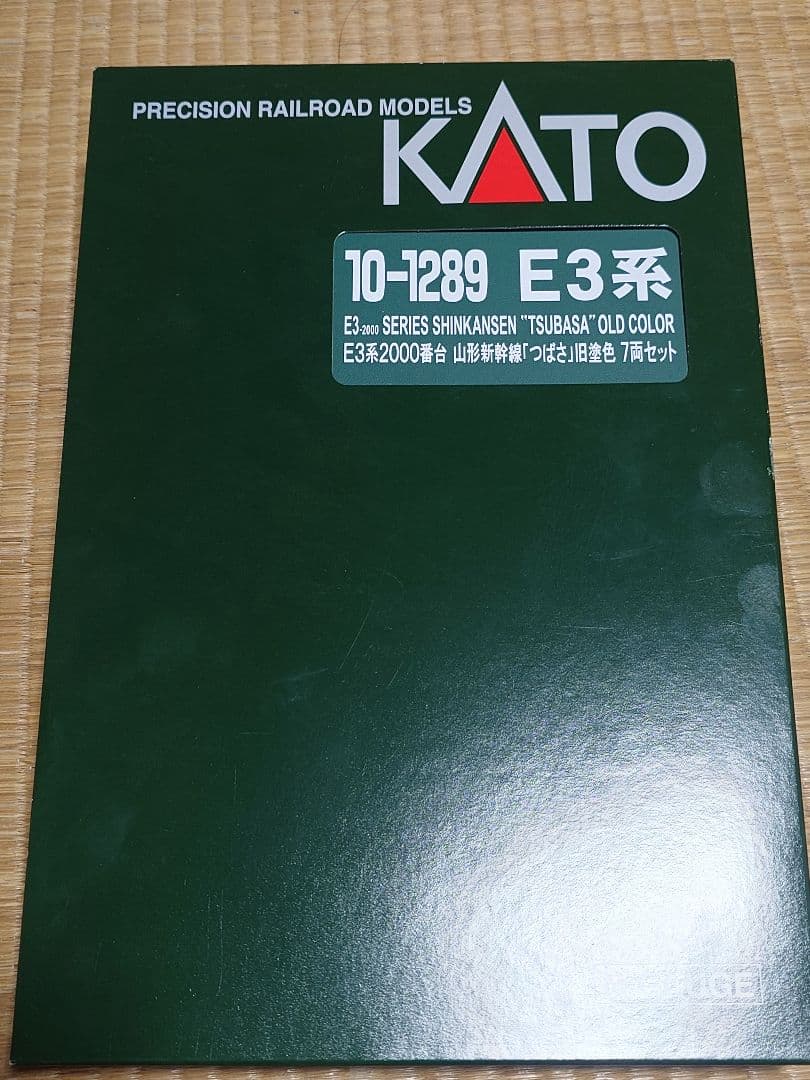 PRECISION RAILROAD MODELS
KATO
10-1289 E3系
E3-2000 SERIES SHINKANSEN "TSUBASA" OLD COLOR
E3系2000番台 山形新幹線「つばさ」旧塗色 7両セット